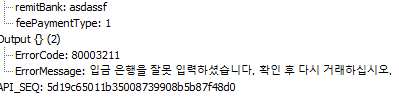 remitBank: asdassf
feePaymentType: 1
Output {} (2)
ErrorCode: 80003211
ErrorMessage: 입금 은행을 잘못 입력하셨습니다. 확인 후 다시 거래하십시오.
API_SEQ: 5d19c65011b35008739908b5b87f48d0